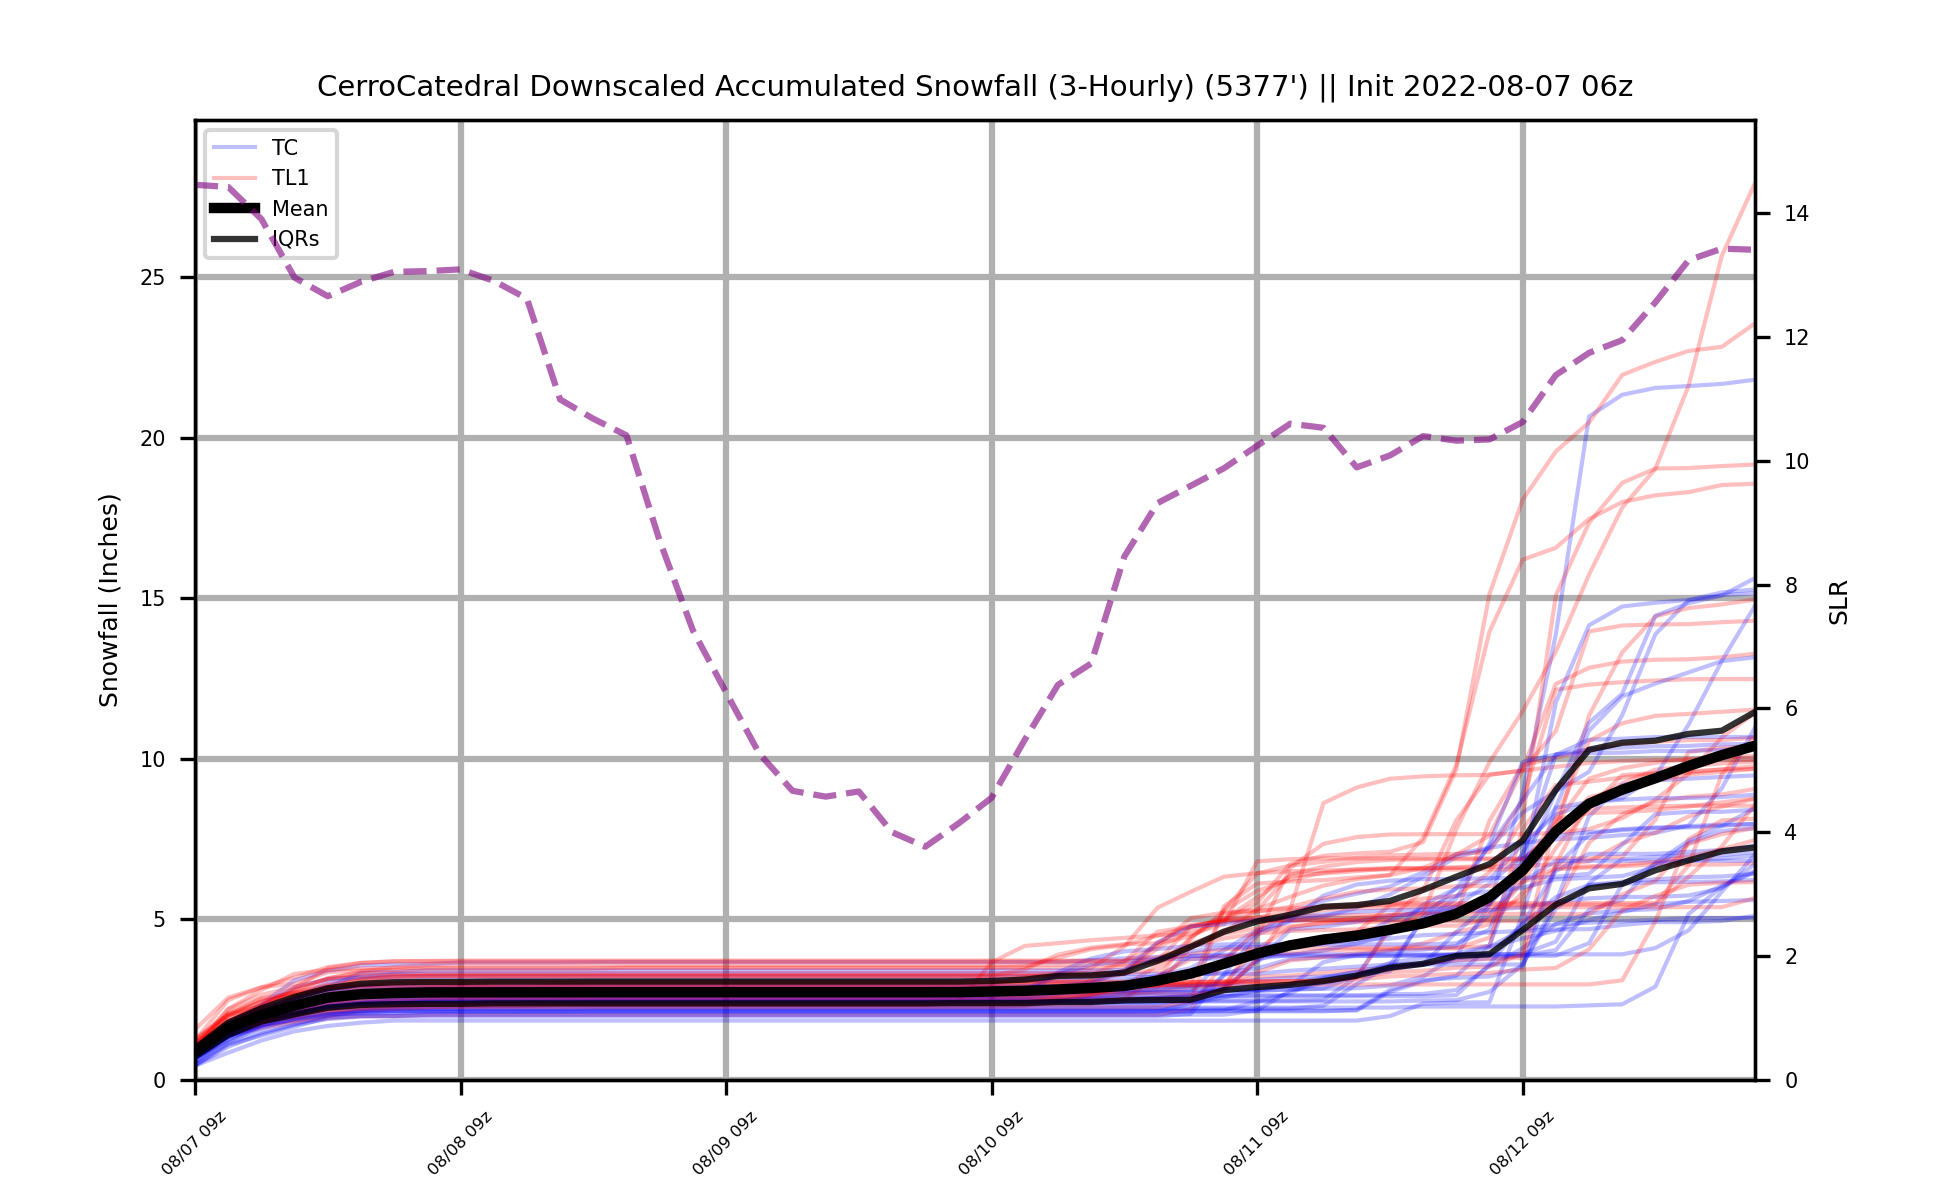 CerroCatedral Downscaled Accumulated Snowfall (3-Hourly) (5377') || Init 2022-08-07 06z
TC
TL1
Mean
IQRs
Snowfall (Inches)
25
20
15
10
5
0
14
12
10
8
6
4
2
0
SLR
08/07 09z
08/08 09z
08/09 09z
08/10 09z
08/11 09z
08/12 09z